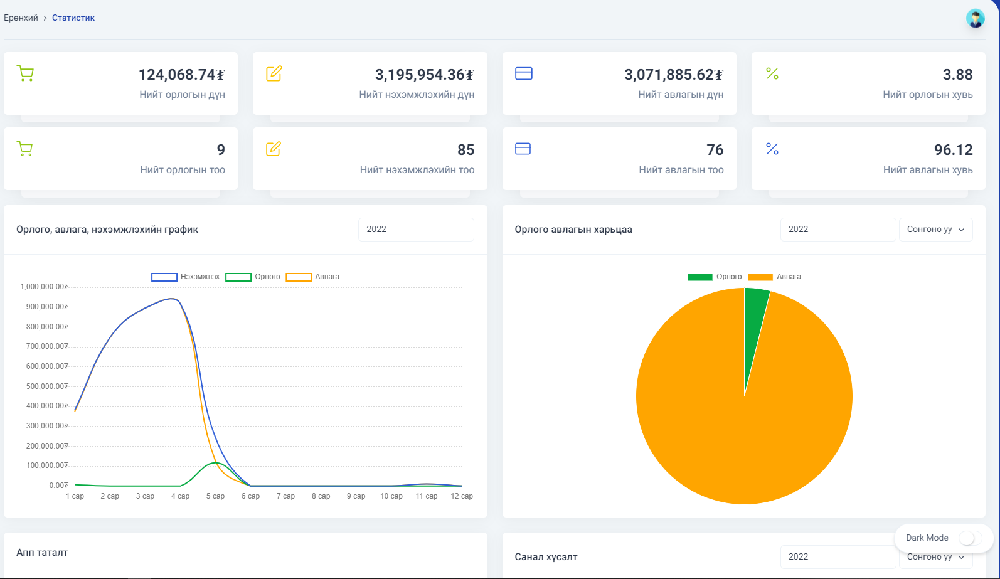 Ерөнхий > Статистик
124,068.74₮
Нийт орлогын дүн
3,195,954.36₮
Нийт нэхэмжлэхийн дүн
3,071,885.62₮
Нийт авлагын дүн
3.88
Нийт орлогын хувь
9
Нийт орлогын тоо
85
Нийт нэхэмжлэхийн тоо
76
Нийт авлагын тоо
96.12
Нийт авлагын хувь
Орлого, авлага, нэхэмжлэхийн график
2022
Нэхэмжлэх Орлого Авлага
1,000,000.00₮
900,000.00₮
800,000.00₮
700,000.00₮
600,000.00₮
500,000.00₮
400,000.00₮
300,000.00₮
200,000.00₮
100,000.00₮
0.00₮
1 сар 2 сар 3 сар 4 сар 5 сар 6 сар 7 сар 8 сар 9 сар 10 сар 11 сар 12 сар
Орлого авлагын харьцаа
2022
Сонгоно уу
Орлого Авлага
Апп таталт
Санал хүсэлт
2022
Сонгоно уу
Dark Mode